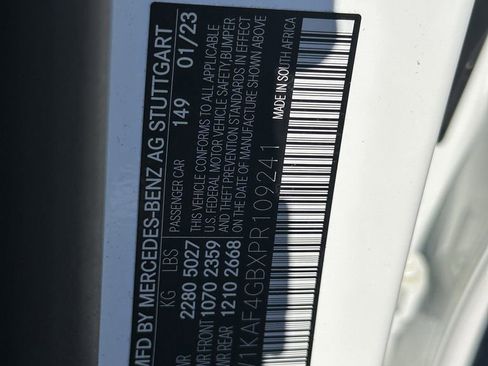 MFD BY MERCEDES-BENZ AG STUTTGART
KG LBS PASSENGER CAR 149 01/23
2280 5027 THIS VEHICLE CONFORMS TO ALL APPLICABLE
FRONT 1070 2359 U.S. FEDERAL MOTOR VEHICLE SAFETY, BUMPER
REAR 1210 2668 AND THEFT PREVENTION STANDARDS IN EFFECT
ON THE DATE OF MANUFACTURE SHOWN ABOVE
1KAF4GBXPR109241 MADE IN SOUTH AFRICA